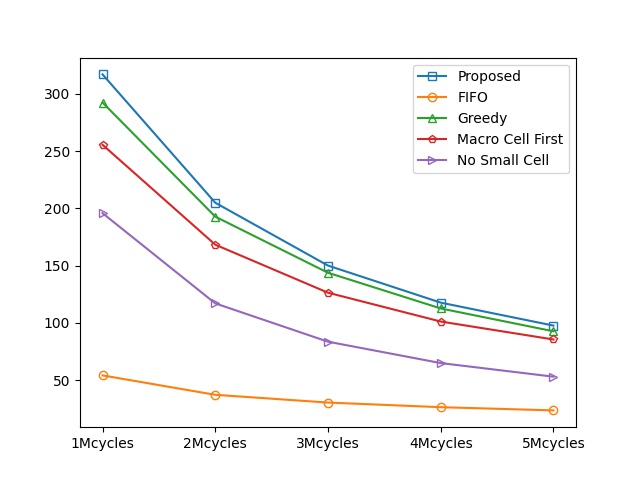 300
250
200
150
100
50
1Mcycles 2Mcycles 3Mcycles 4Mcycles 5Mcycles
Proposed
FIFO
Greedy
Macro Cell First
No Small Cell